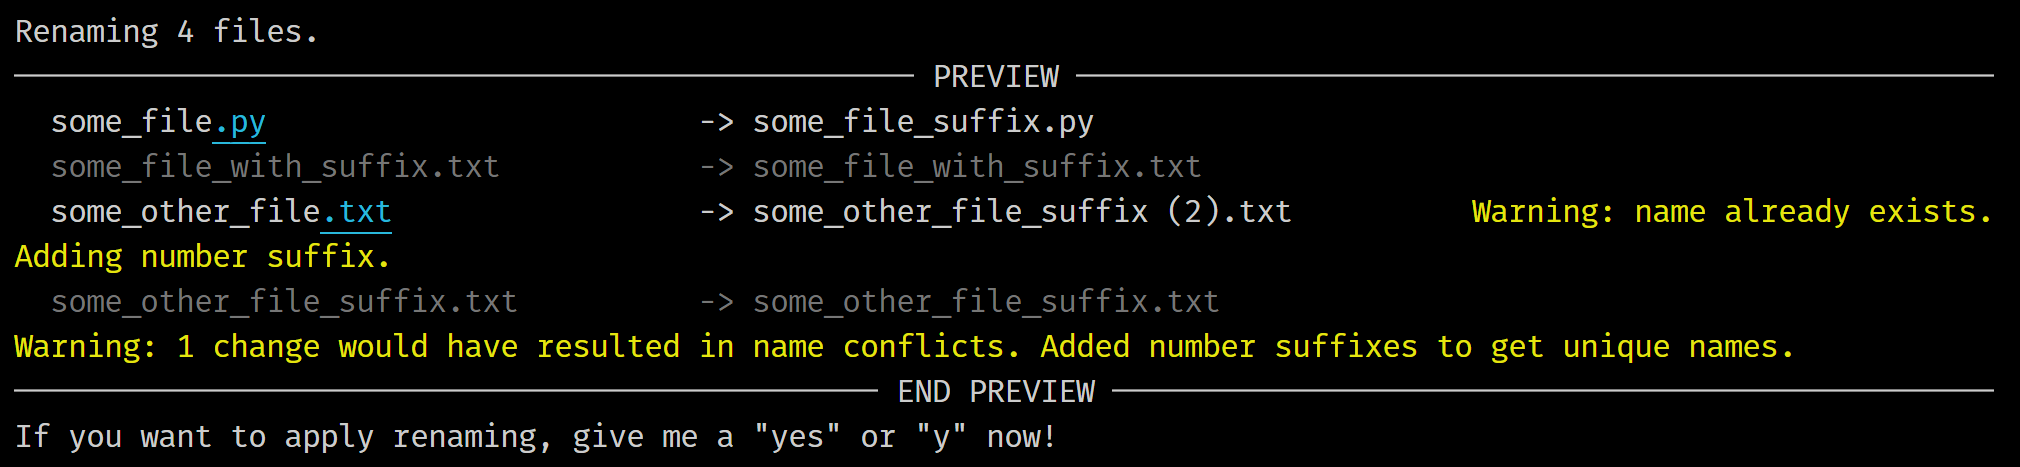 Renaming 4 files.
PREVIEW
some_file.py -> some_file_suffix.py
some_file_with_suffix.txt -> some_file_with_suffix.txt
some_other_file.txt -> some_other_file_suffix (2).txt Warning: name already exists.
Adding number suffix.
some_other_file_suffix.txt -> some_other_file_suffix.txt
Warning: 1 change would have resulted in name conflicts. Added number suffixes to get unique names.
END PREVIEW
If you want to apply renaming, give me a "yes" or "y" now!